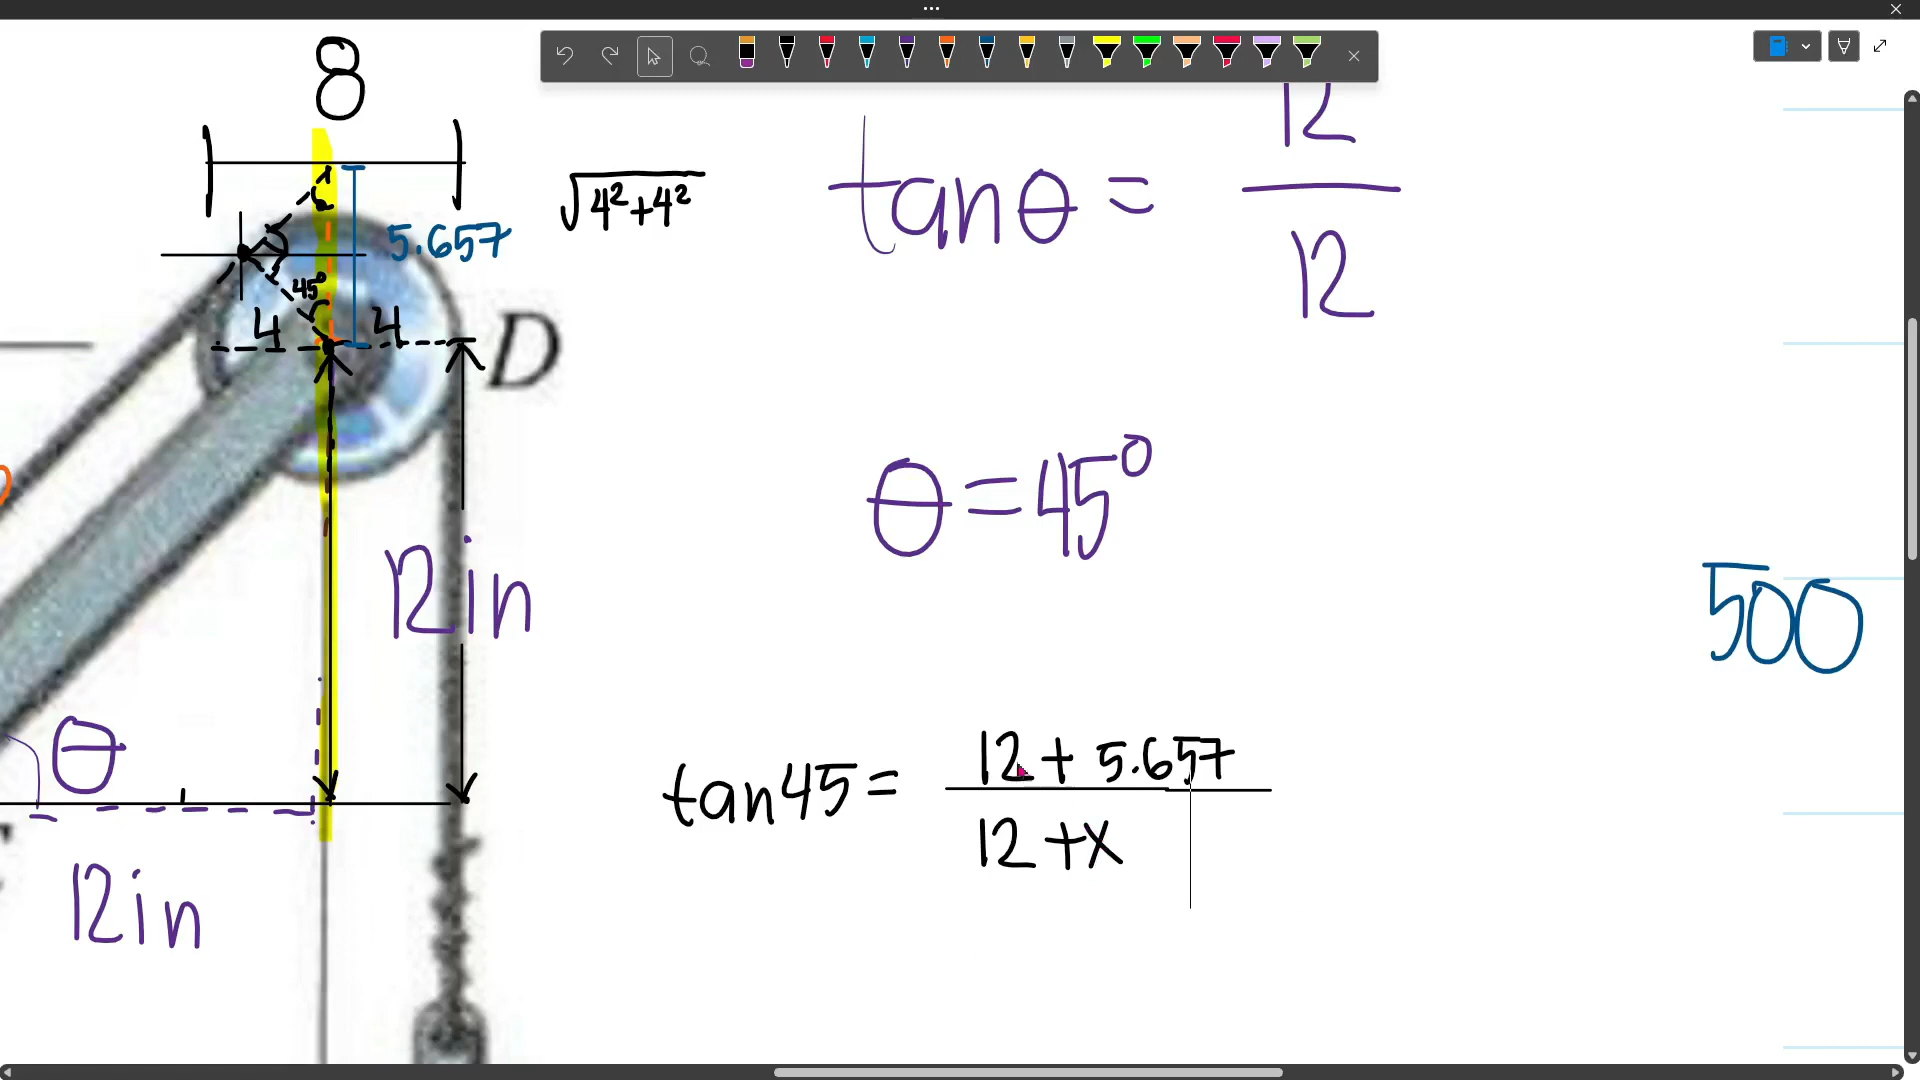 8
√4²+4²
tanθ = 12
12
5.657
45°
4 4
D
θ=45°
12in
500
θ
tan45 = 12 + 5.657
12 + x
12in